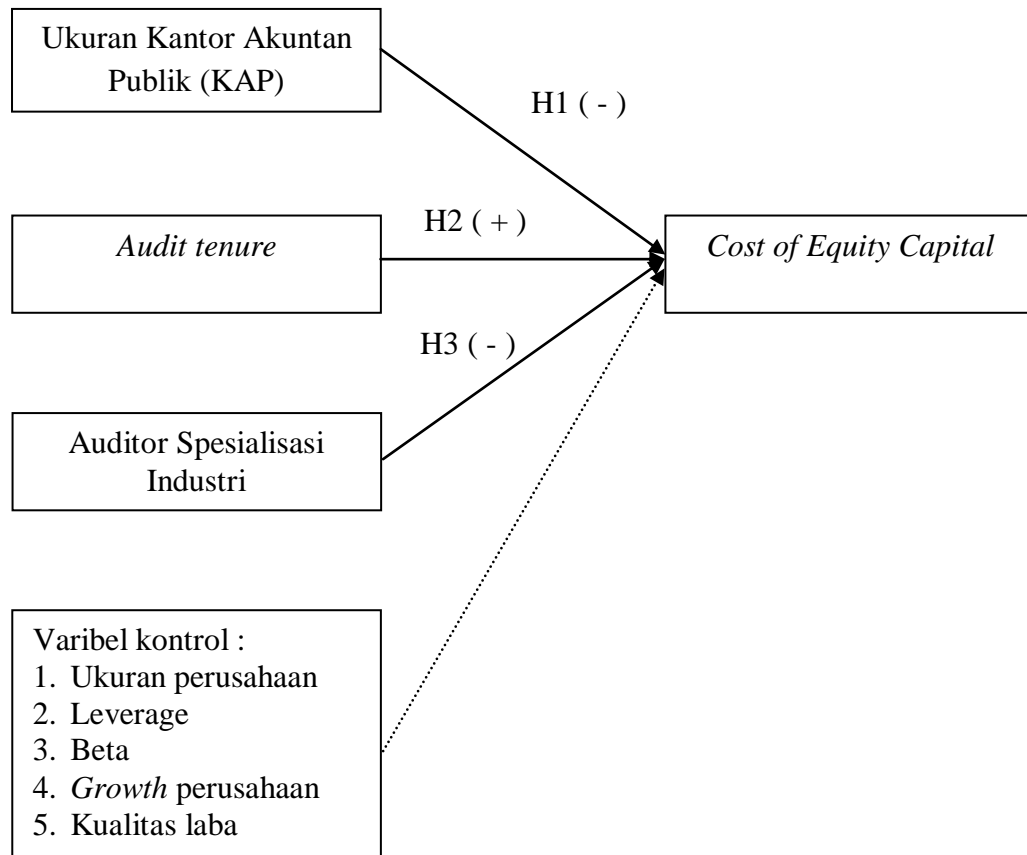 Ukuran Kantor Akuntan
Publik (KAP)
H1 ( - )
Audit tenure
H2 ( + )
Cost of Equity Capital
H3 ( - )
Auditor Spesialisasi
Industri
Varibel kontrol :
1. Ukuran perusahaan
2. Leverage
3. Beta
4. Growth perusahaan
5. Kualitas laba